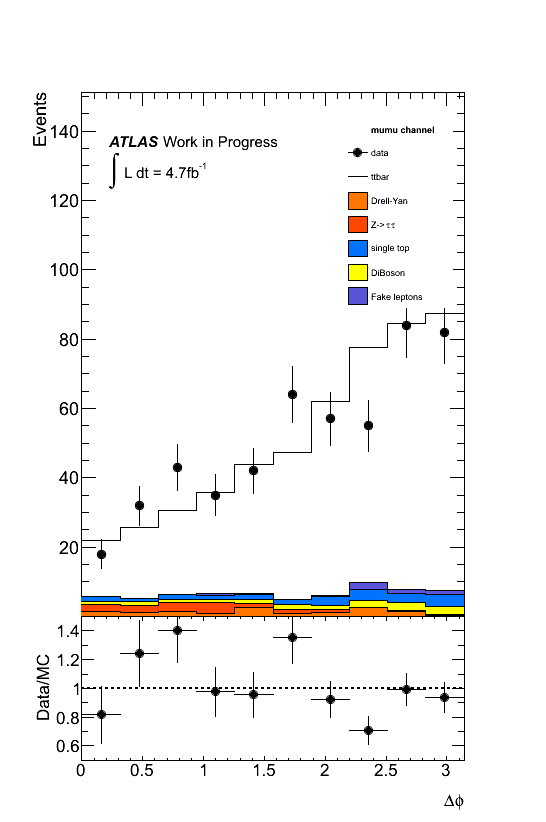 Events
140
120
100
80
60
40
20
ATLAS Work in Progress
∫ L dt = 4.7fb⁻¹
mumu channel
data
ttbar
Drell-Yan
Z->ττ
single top
DiBoson
Fake leptons
Data/MC
1.4
1.2
1
0.8
0.6
0 0.5 1 1.5 2 2.5 3
Δϕ